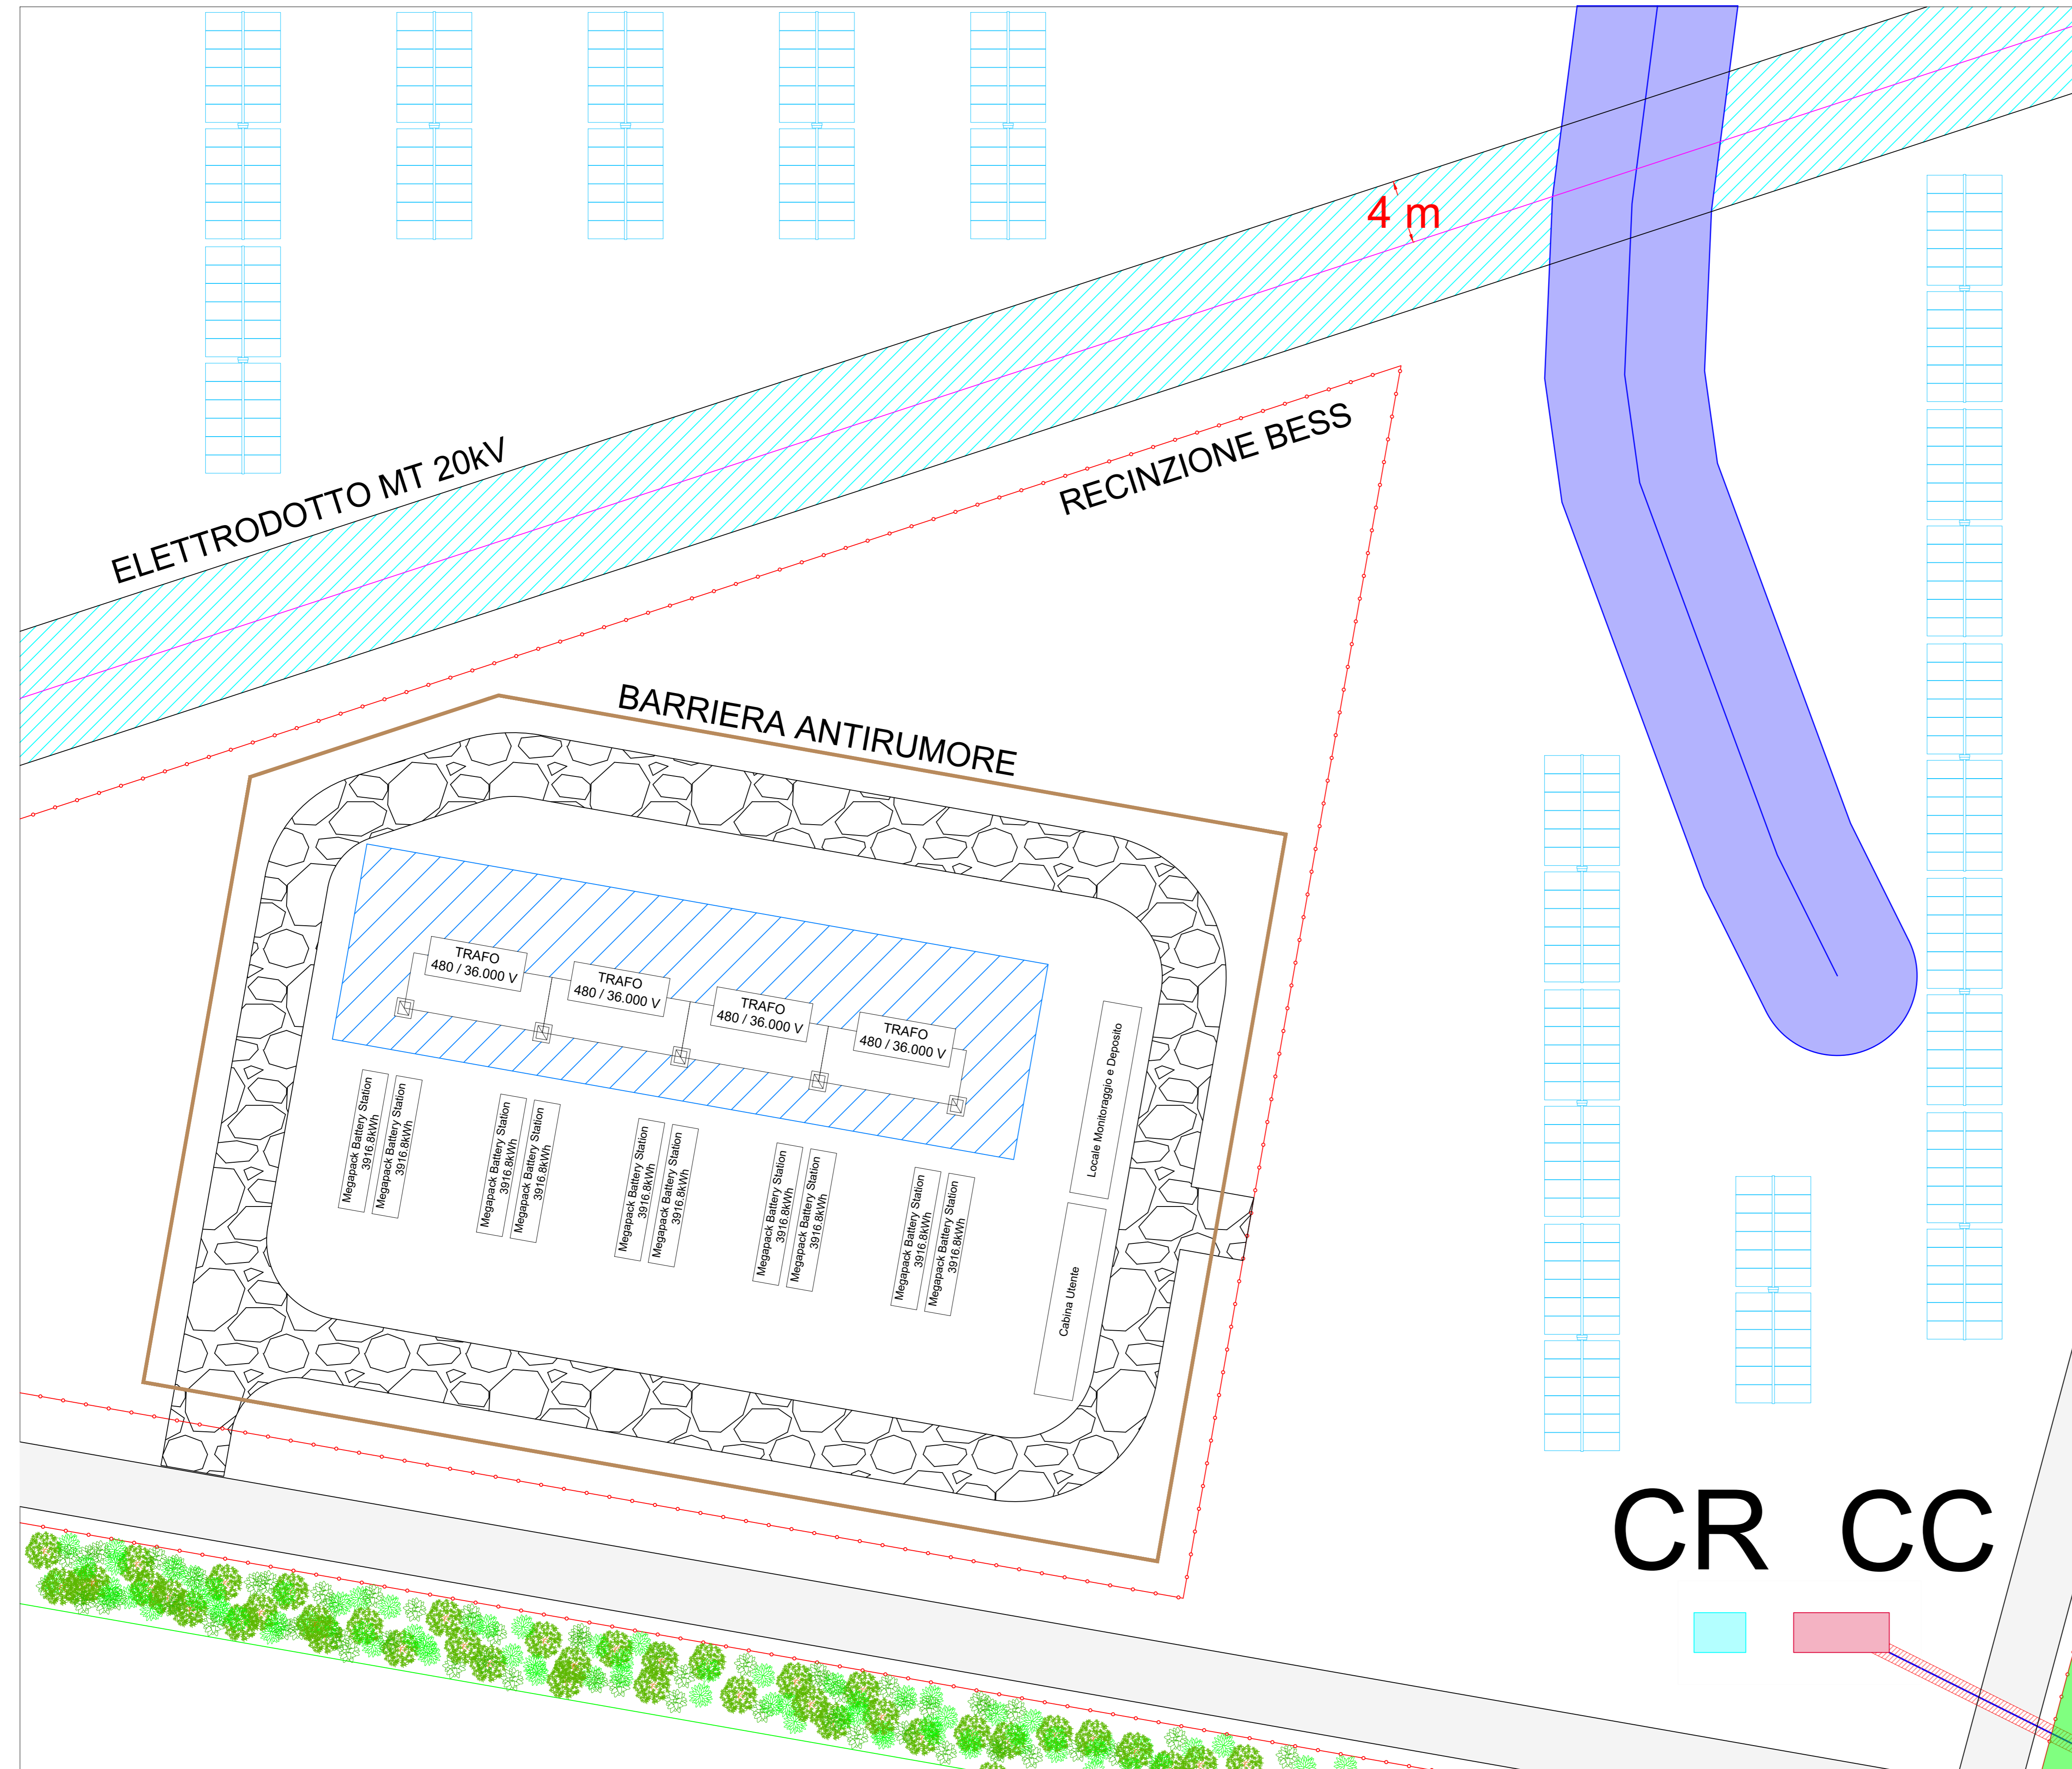 4 m
ELETTRODOTTO MT 20kV
RECINZIONE BESS
BARRIERA ANTIRUMORE
TRAFO
480 / 36.000 V
TRAFO
480 / 36.000 V
TRAFO
480 / 36.000 V
TRAFO
480 / 36.000 V
Megapack Battery Station
3916.8kWh
Megapack Battery Station
3916.8kWh
Megapack Battery Station
3916.8kWh
Megapack Battery Station
3916.8kWh
Megapack Battery Station
3916.8kWh
Megapack Battery Station
3916.8kWh
Megapack Battery Station
3916.8kWh
Megapack Battery Station
3916.8kWh
Megapack Battery Station
3916.8kWh
Megapack Battery Station
3916.8kWh
Locale Monitoraggio e Deposito
Cabina Utente
CR CC